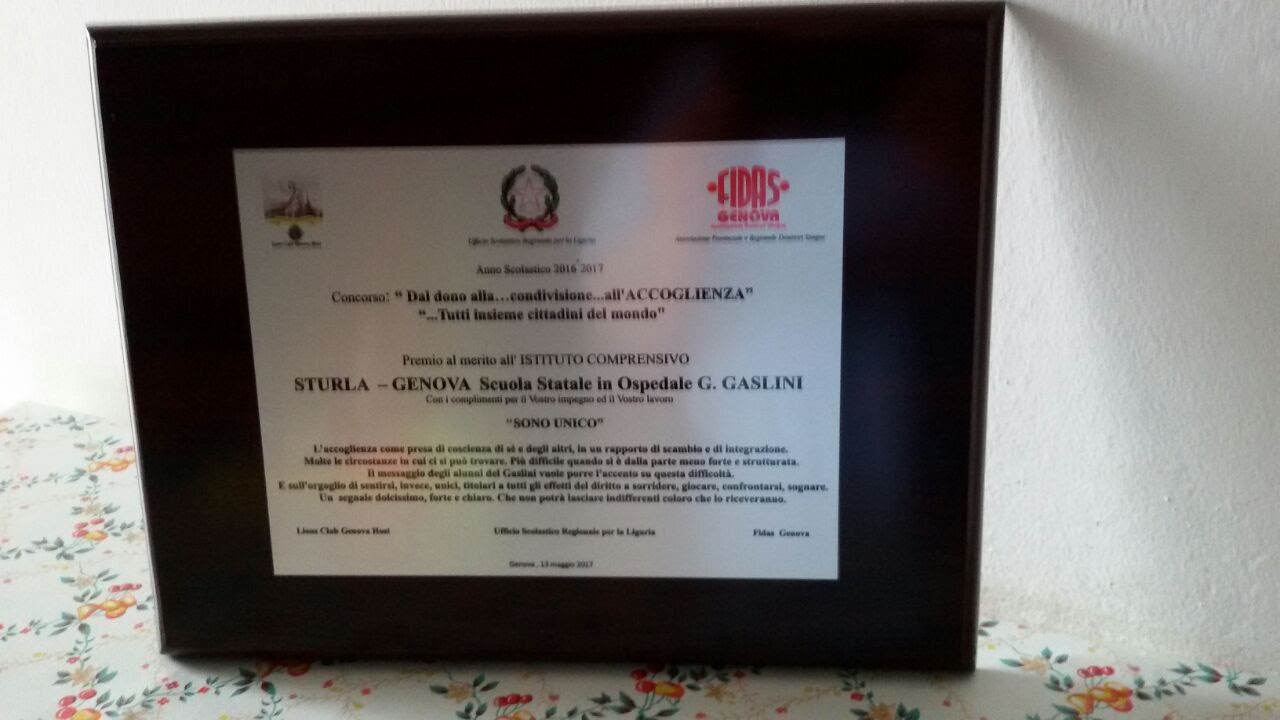 FIDAS
GENOVA
Ufficio Scolastico Regionale per la Liguria
Associazione Provinciale e Regionale Donatori Sangue
Anno Scolastico 2016 2017
Concorso: “ Dal dono alla…condivisione...all'ACCOGLIENZA”
“...Tutti insieme cittadini del mondo”
Premio al merito all' ISTITUTO COMPRENSIVO
STURLA – GENOVA Scuola Statale in Ospedale G. GASLINI
Con i complimenti per il Vostro impegno ed il Vostro lavoro
“SONO UNICO”
L'accoglienza come presa di coscienza di sè e degli altri, in un rapporto di scambio e di integrazione.
Molte le circostanze in cui ci si può trovare. Più difficile quando si è dalla parte meno forte e strutturata.
Il messaggio degli alunni del Gaslini vuole porre l'accento su questa difficoltà.
E sull'orgoglio di sentirsi, invece, unici, titolari a tutti gli effetti del diritto a sorridere, giocare, confrontarsi, sognare.
Un segnale dolcissimo, forte e chiaro. Che non potrà lasciare indifferenti coloro che lo riceveranno.
Lions Club Genova Host Ufficio Scolastico Regionale per la Liguria Fidas Genova
Genova , 13 maggio 2017